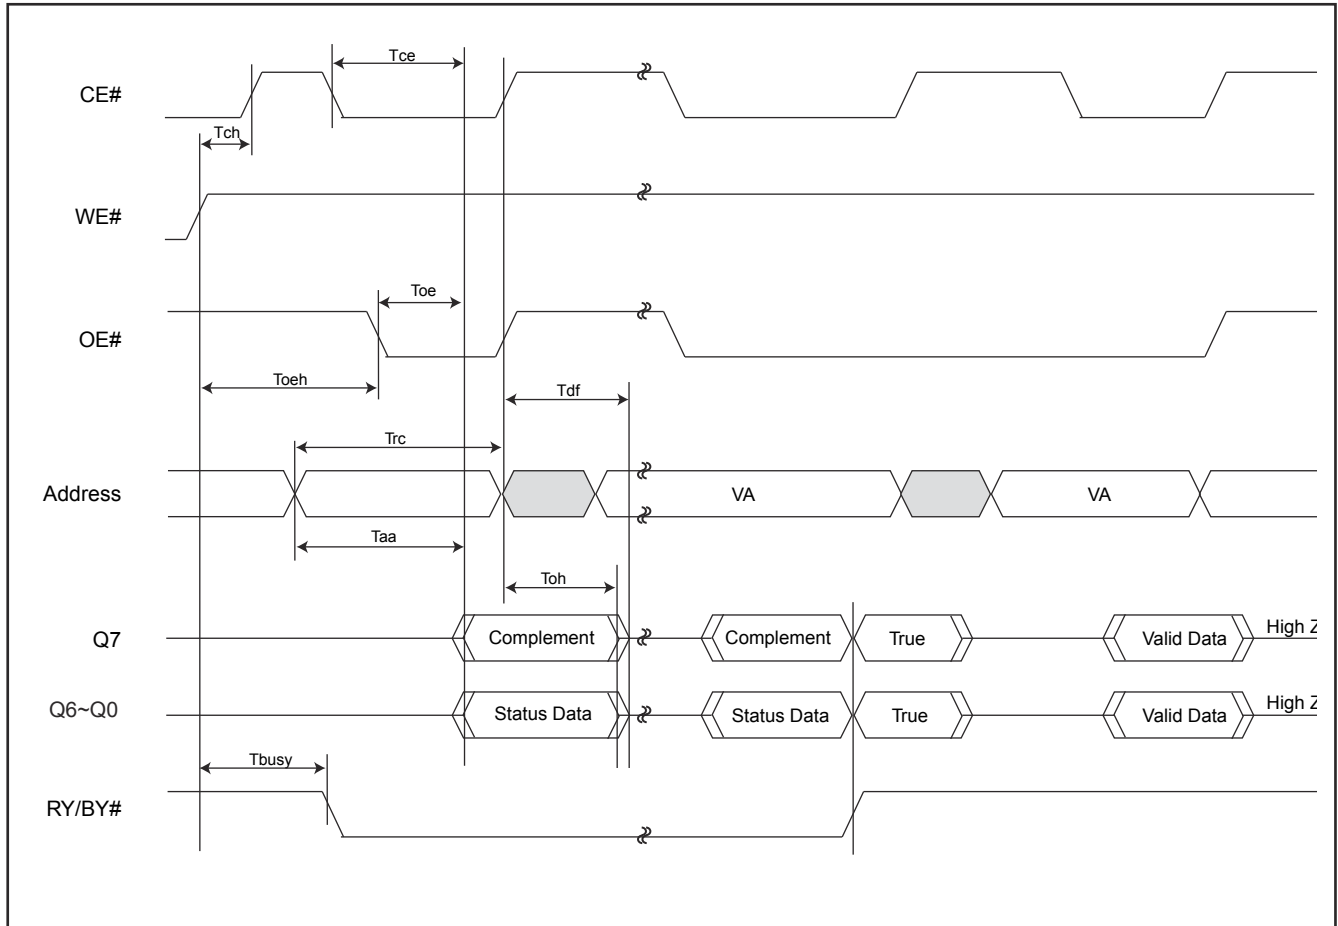 Tce
CE#
Tch
WE#
Toe
OE#
Toeh
Tdf
Trc
Address
VA
VA
Taa
Toh
Q7
Complement
Complement
True
Valid Data
High Z
Q6~Q0
Status Data
Status Data
True
Valid Data
High Z
Tbusy
RY/BY#